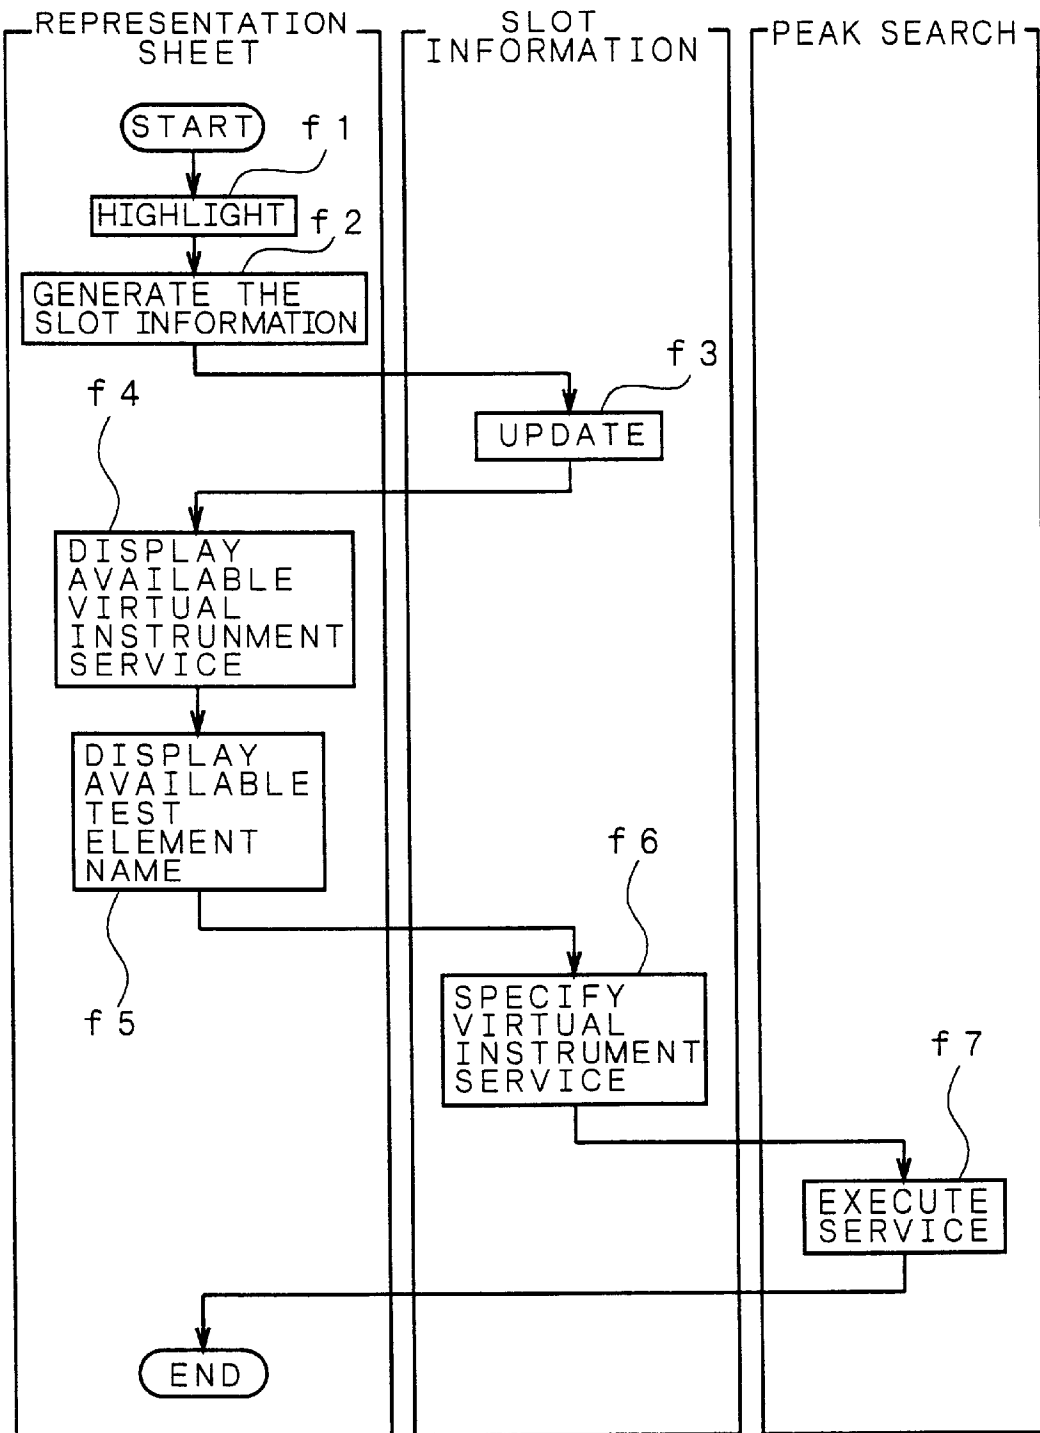 REPRESENTATION
SHEET
SLOT
INFORMATION
PEAK SEARCH
START
f 1
HIGHLIGHT
f 2
GENERATE THE
SLOT INFORMATION
f 3
UPDATE
f 4
DISPLAY
AVAILABLE
VIRTUAL
INSTRUNMENT
SERVICE
DISPLAY
AVAILABLE
TEST
ELEMENT
NAME
f 5
f 6
SPECIFY
VIRTUAL
INSTRUMENT
SERVICE
f 7
EXECUTE
SERVICE
END